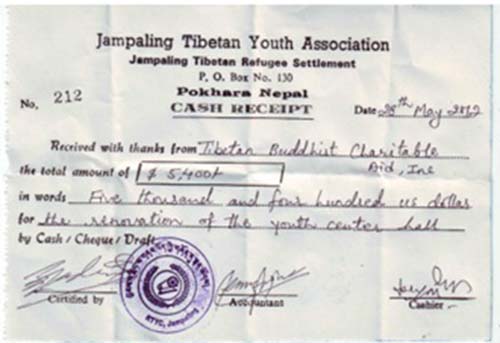 Jampaling Tibetan Youth Association
Jampaling Tibetan Refugee Settlement
P. O. Box No. 130
Pokhara Nepal
No. 212
CASH RECEIPT
Date 28th May 2012
Received with thanks from Tibetan Buddhist Charitable
Aid, Inc
the total amount of $ 5,400/-
in words Five thousand and four hundred us dollars
for the renovation of the youth center hall
by Cash / Cheque / Draft
Certified by
RTYC, Jampaling
Accountant
Cashier